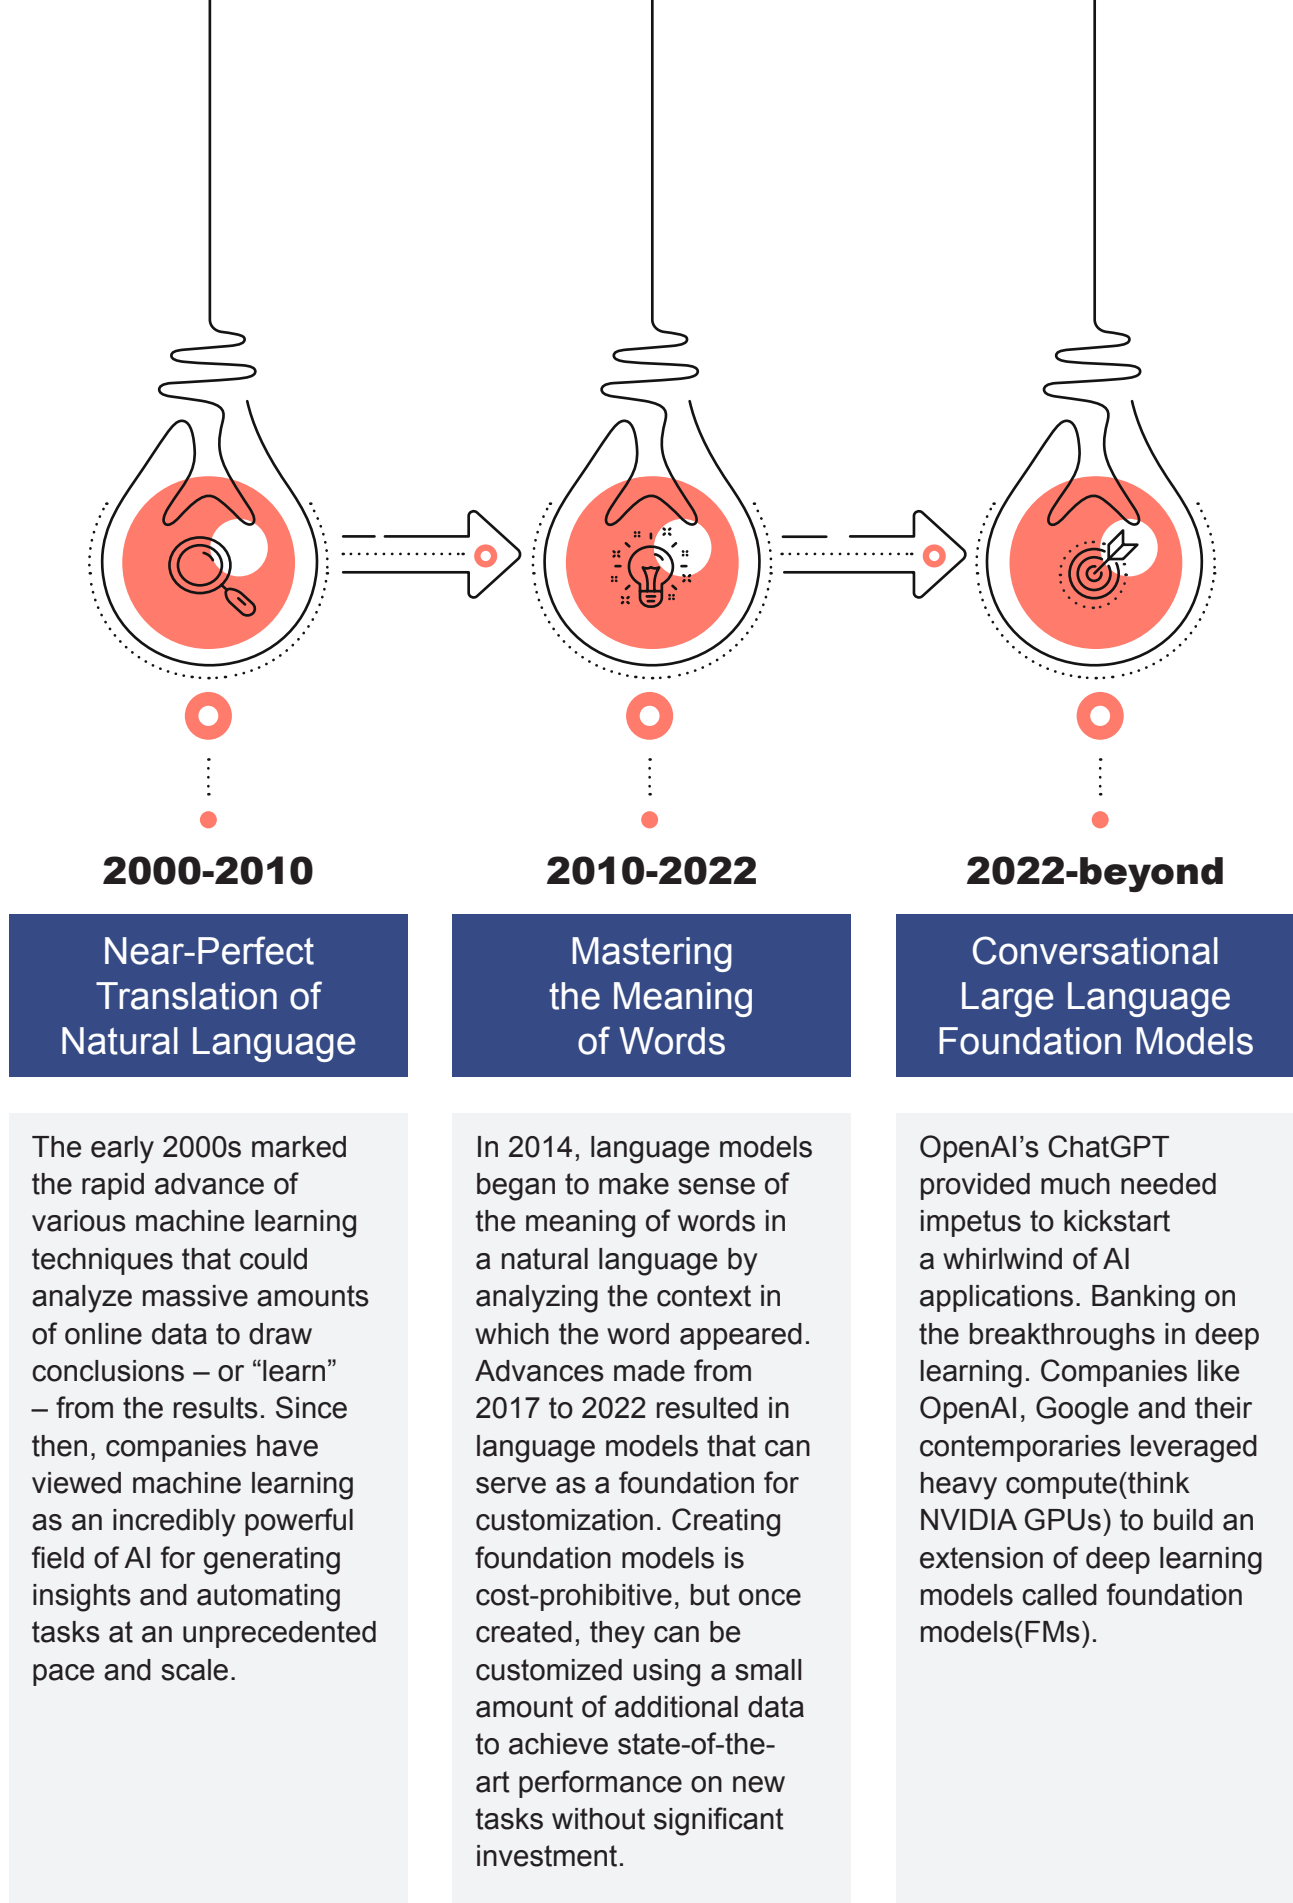 2000-2010
Near-Perfect
Translation of
Natural Language
The early 2000s marked
the rapid advance of
various machine learning
techniques that could
analyze massive amounts
of online data to draw
conclusions – or “learn”
– from the results. Since
then, companies have
viewed machine learning
as an incredibly powerful
field of AI for generating
insights and automating
tasks at an unprecedented
pace and scale.
2010-2022
Mastering
the Meaning
of Words
In 2014, language models
began to make sense of
the meaning of words in
a natural language by
analyzing the context in
which the word appeared.
Advances made from
2017 to 2022 resulted in
language models that can
serve as a foundation for
customization. Creating
foundation models is
cost-prohibitive, but once
created, they can be
customized using a small
amount of additional data
to achieve state-of-the-
art performance on new
tasks without significant
investment.
2022-beyond
Conversational
Large Language
Foundation Models
OpenAI’s ChatGPT
provided much needed
impetus to kickstart
a whirlwind of AI
applications. Banking on
the breakthroughs in deep
learning. Companies like
OpenAI, Google and their
contemporaries leveraged
heavy compute(think
NVIDIA GPUs) to build an
extension of deep learning
models called foundation
models(FMs).